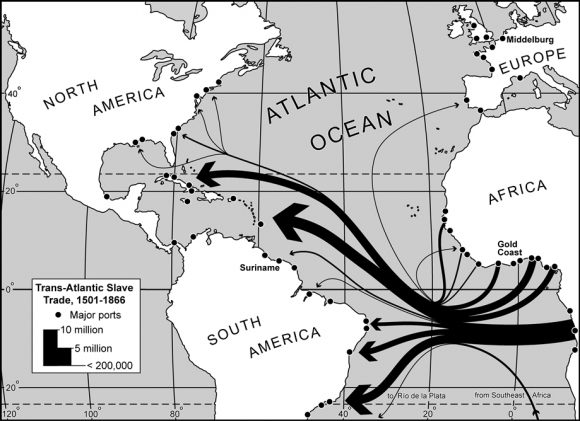 Middelburg
EUROPE
NORTH
AMERICA
ATLANTIC
OCEAN
40°
20°
AFRICA
Gold
Coast
Suriname
Trans-Atlantic Slave
Trade, 1501-1866
Major ports
10 million
5 million
< 200,000
0°
SOUTH
AMERICA
to Río de la Plata
from Southeast Africa
20°
120°
100°
80°
60°
40°
20°
0°